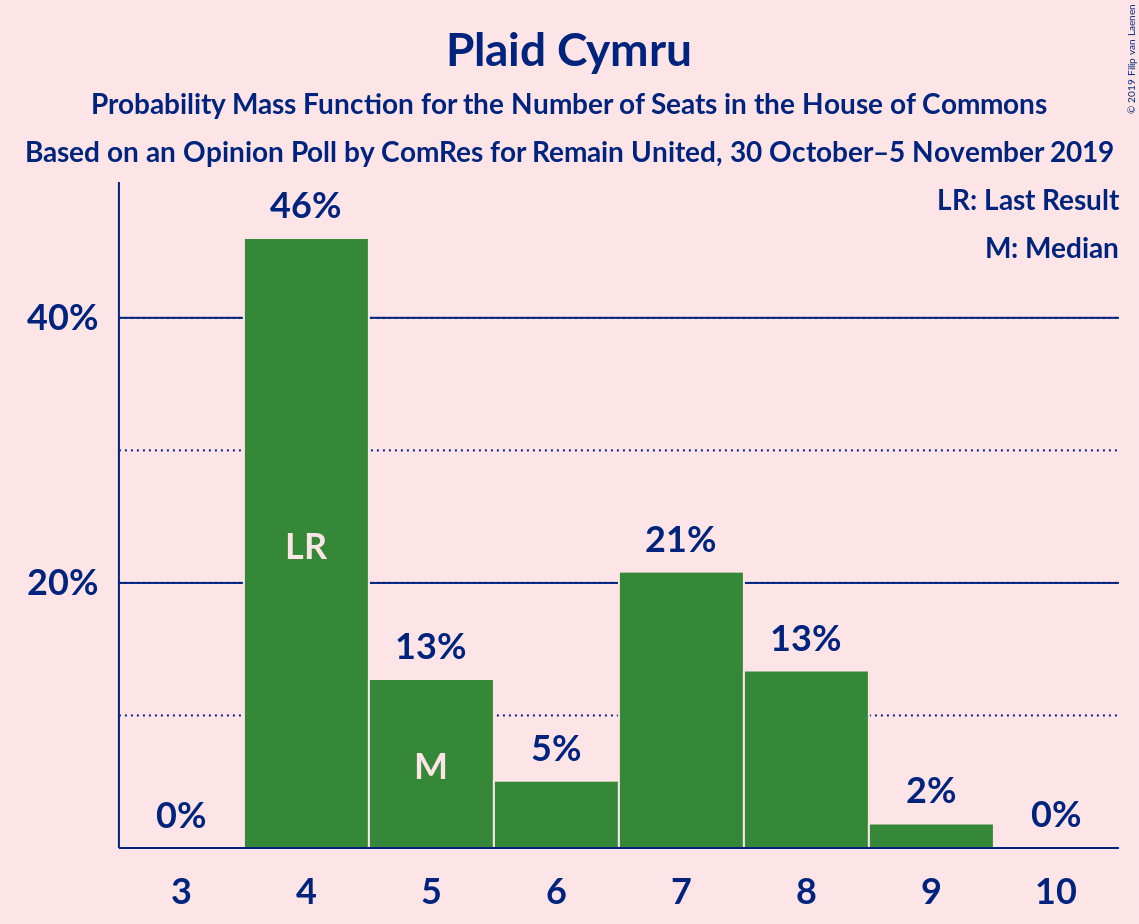 Plaid Cymru
Probability Mass Function for the Number of Seats in the House of Commons
Based on an Opinion Poll by ComRes for Remain United, 30 October–5 November 2019
© 2019 Filip van Laenen
LR: Last Result
M: Median
46%
40%
LR
21%
20%
13%
13%
M
5%
2%
0%
0%
3 4 5 6 7 8 9 10